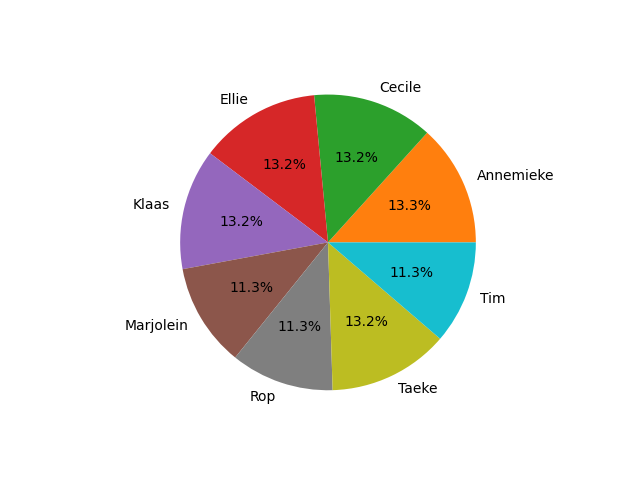 Cecile
Ellie
13.2%
13.2%
Annemieke
13.3%
Klaas
13.2%
11.3%
11.3%
Tim
Marjolein
11.3%
13.2%
Rop
Taeke